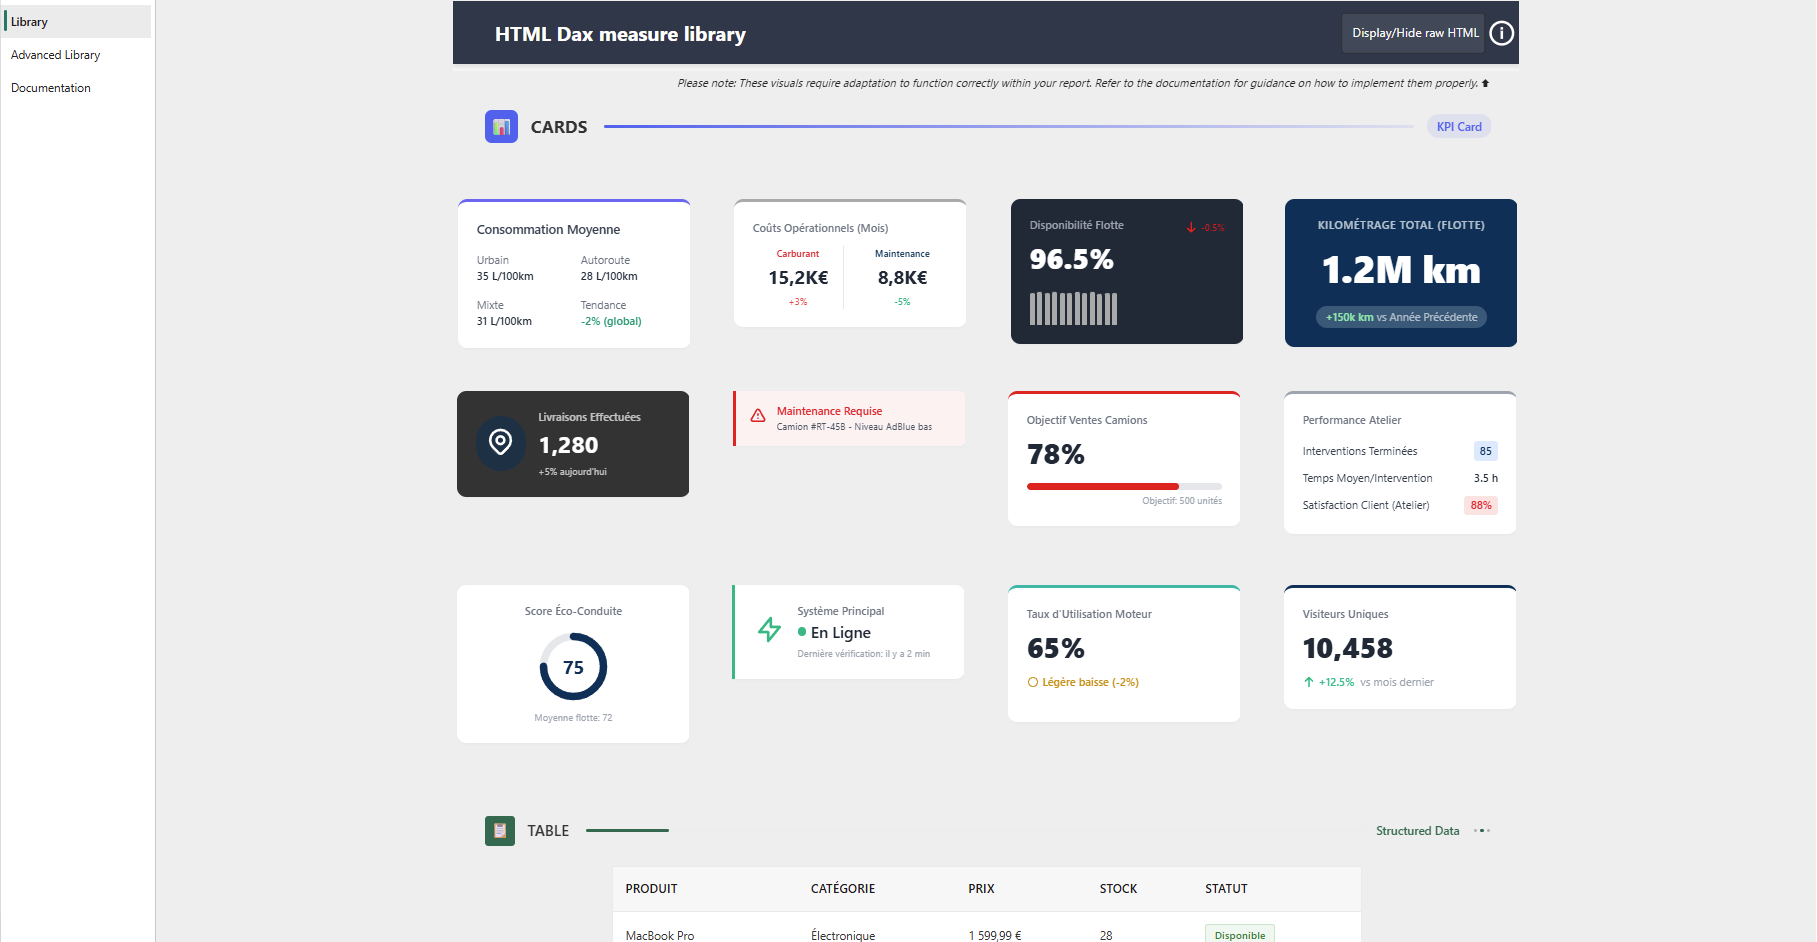 Library
Advanced Library
Documentation
HTML Dax measure library
Display/Hide raw HTML
Please note: These visuals require adaptation to function correctly within your report. Refer to the documentation for guidance on how to implement them properly. ⬆
CARDS
KPI Card
Consommation Moyenne
Urbain
35 L/100km
Autoroute
28 L/100km
Mixte
31 L/100km
Tendance
-2% (global)
Coûts Opérationnels (Mois)
Carburant
15,2K€
+3%
Maintenance
8,8K€
-5%
Disponibilité Flotte
↓ -0.5%
96.5%
KILOMÉTRAGE TOTAL (FLOTTE)
1.2M km
+150k km vs Année Précédente
Livraisons Effectuées
1,280
+5% aujourd'hui
Maintenance Requise
Camion #RT-45B - Niveau AdBlue bas
Objectif Ventes Camions
78%
Objectif: 500 unités
Performance Atelier
Interventions Terminées 85
Temps Moyen/Intervention 3.5 h
Satisfaction Client (Atelier) 88%
Score Éco-Conduite
75
Moyenne flotte: 72
Système Principal
En Ligne
Dernière vérification: il y a 2 min
Taux d'Utilisation Moteur
65%
Légère baisse (-2%)
Visiteurs Uniques
10,458
↑ +12.5% vs mois dernier
TABLE
Structured Data
PRODUIT CATÉGORIE PRIX STOCK STATUT
MacBook Pro Électronique 1 599,99 € 28 Disponible